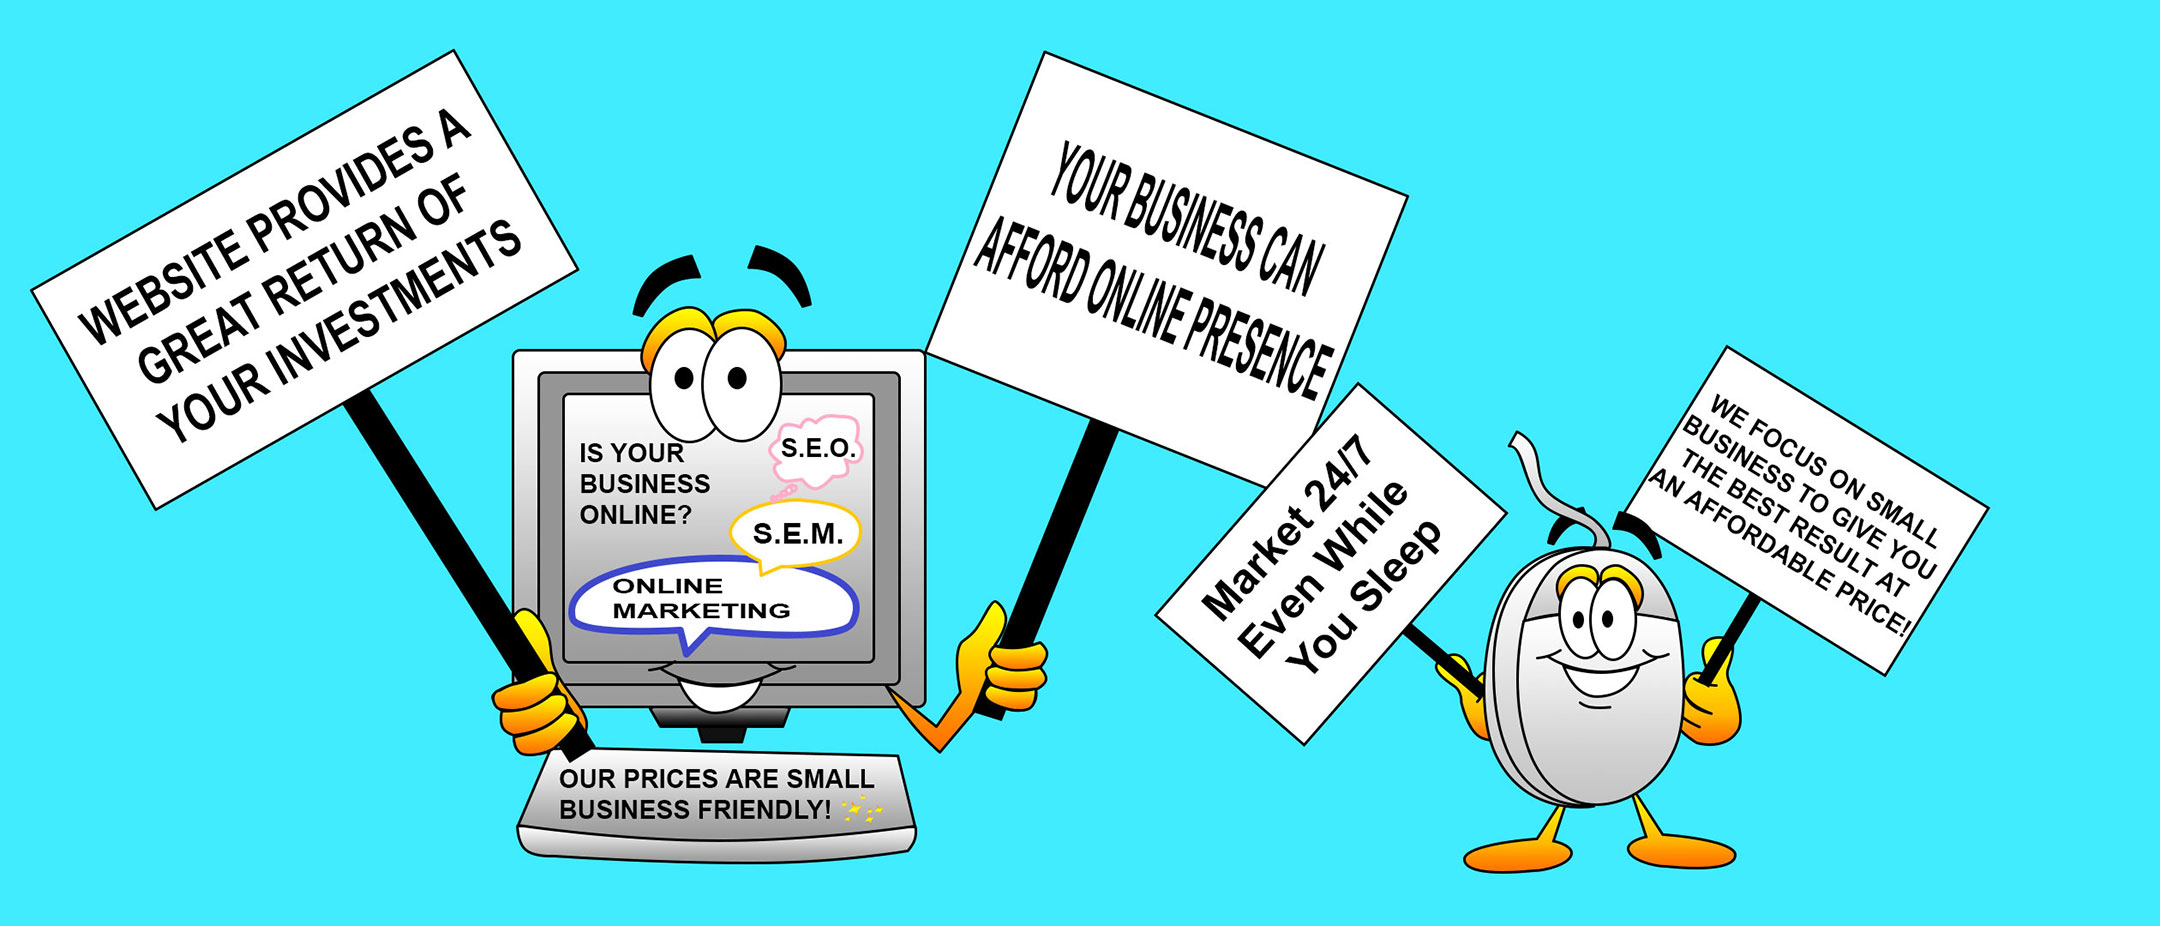 WEBSITE PROVIDES A
GREAT RETURN OF
YOUR INVESTMENTS
IS YOUR
BUSINESS
ONLINE?
S.E.O.
S.E.M.
ONLINE
MARKETING
OUR PRICES ARE SMALL
BUSINESS FRIENDLY!
YOUR BUSINESS CAN
AFFORD ONLINE PRESENCE
Market 24/7
Even While
You Sleep
WE FOCUS ON SMALL
BUSINESS TO GIVE YOU
THE BEST RESULT AT
AN AFFORDABLE PRICE!